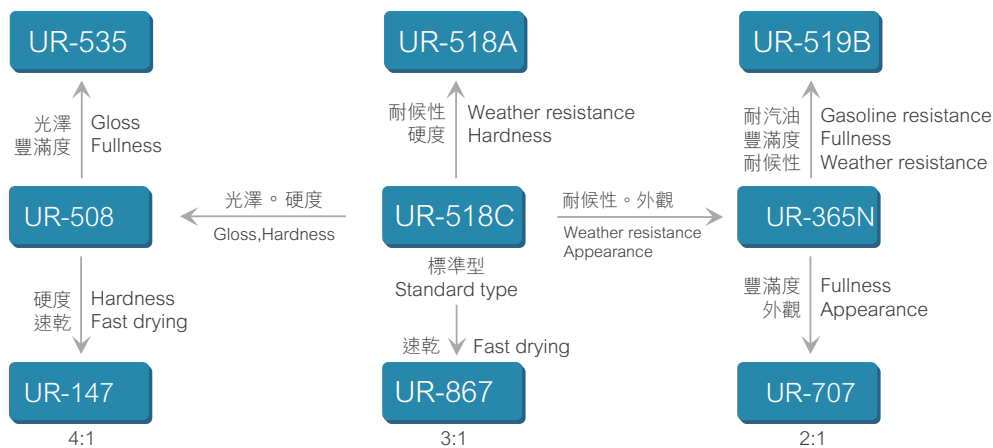 UR-535
UR-518A
UR-519B
光澤 Gloss
豐滿度 Fullness
耐候性 Weather resistance
硬度 Hardness
耐汽油 Gasoline resistance
豐滿度 Fullness
耐候性 Weather resistance
UR-508
光澤。硬度
Gloss,Hardness
UR-518C
耐候性。外觀
Weather resistance
Appearance
UR-365N
標準型
Standard type
硬度 Hardness
速乾 Fast drying
速乾 Fast drying
豐滿度 Fullness
外觀 Appearance
UR-147
UR-867
UR-707
4:1
3:1
2:1